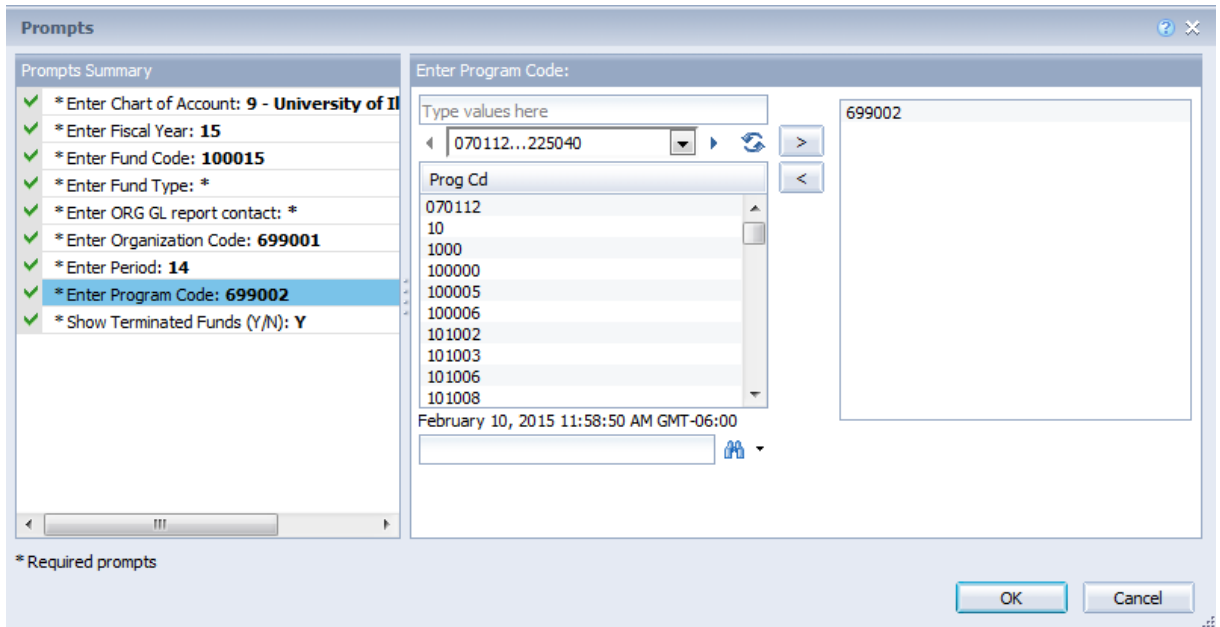 Prompts
Prompts Summary
* Enter Chart of Account: 9 - University of Il
* Enter Fiscal Year: 15
* Enter Fund Code: 100015
* Enter Fund Type: *
* Enter ORG GL report contact: *
* Enter Organization Code: 699001
* Enter Period: 14
* Enter Program Code: 699002
* Show Terminated Funds (Y/N): Y
Enter Program Code:
Type values here
070112...225040
Prog Cd
070112
10
1000
100000
100005
100006
101002
101003
101006
101008
February 10, 2015 11:58:50 AM GMT-06:00
>
<
699002
* Required prompts
OK
Cancel